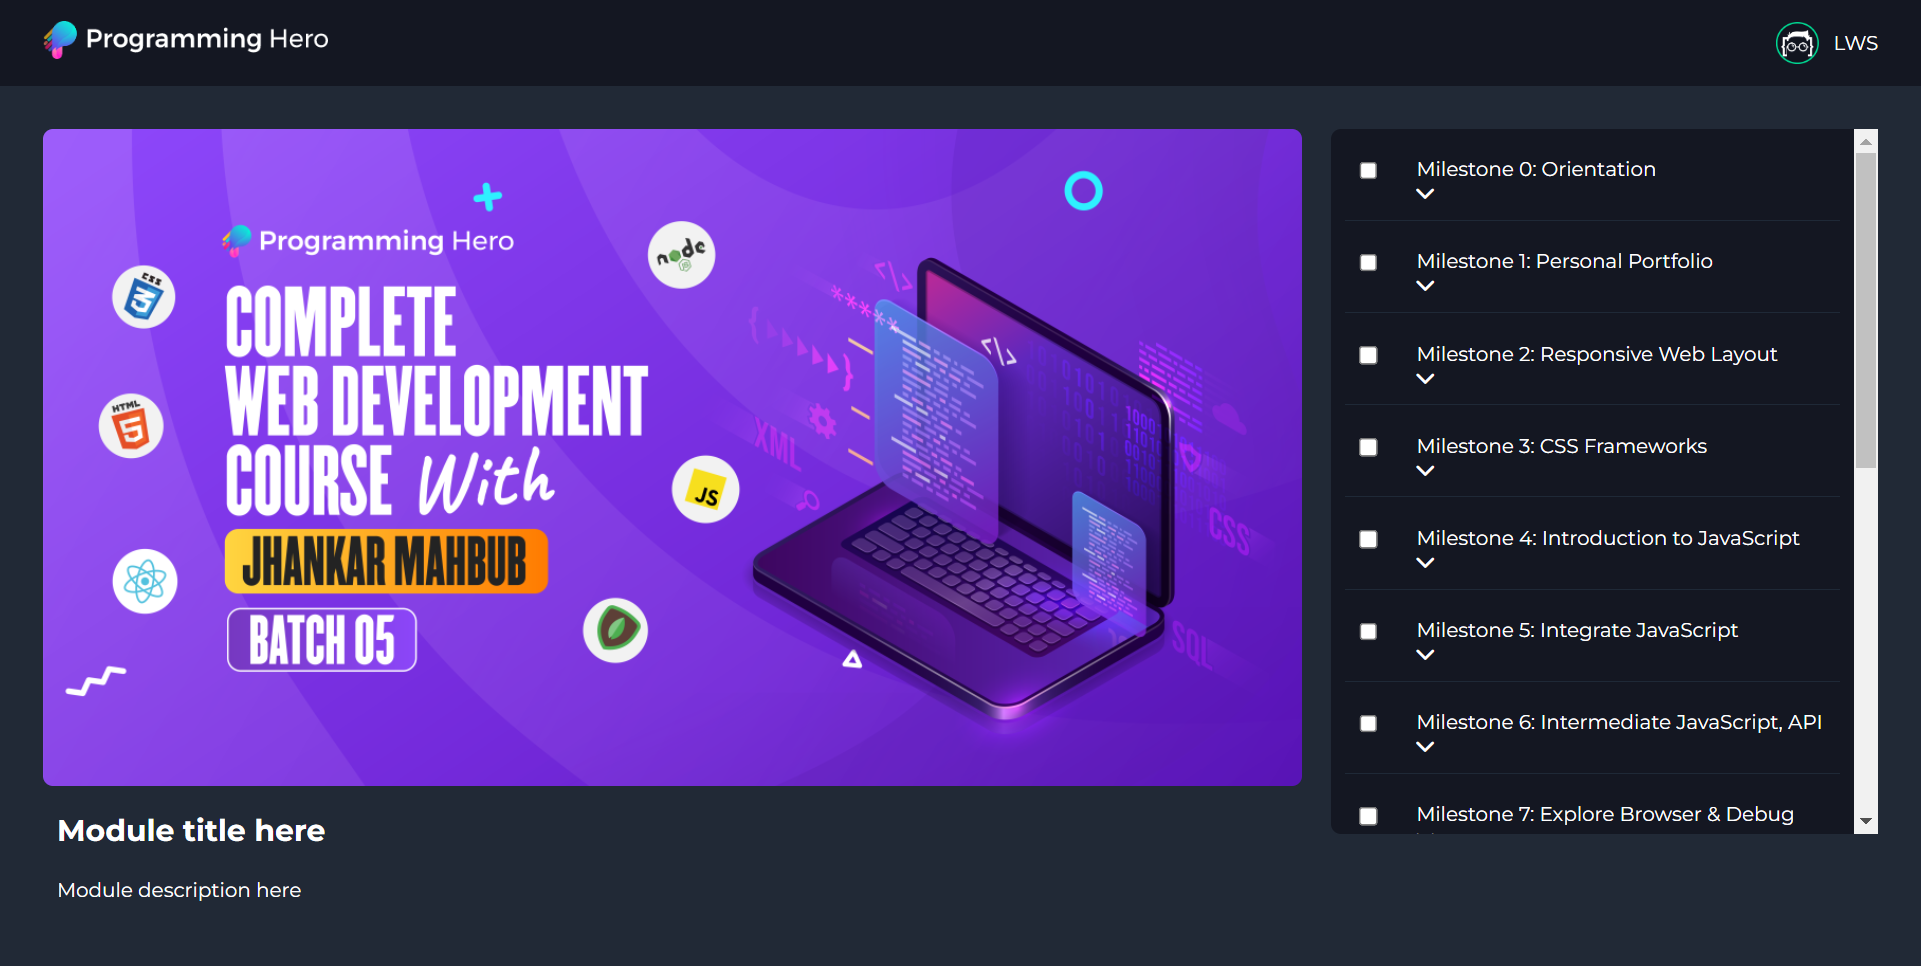 Programming Hero
LWS
Programming Hero
COMPLETE
WEB DEVELOPMENT
COURSE With
JHANKAR MAHBUB
BATCH 05
CSS
3
HTML
5
node
JS
JS
</>
*****
</>
{ }
XML
CSS
SQL
Module title here
Module description here
Milestone 0: Orientation
Milestone 1: Personal Portfolio
Milestone 2: Responsive Web Layout
Milestone 3: CSS Frameworks
Milestone 4: Introduction to JavaScript
Milestone 5: Integrate JavaScript
Milestone 6: Intermediate JavaScript, API
Milestone 7: Explore Browser & Debug